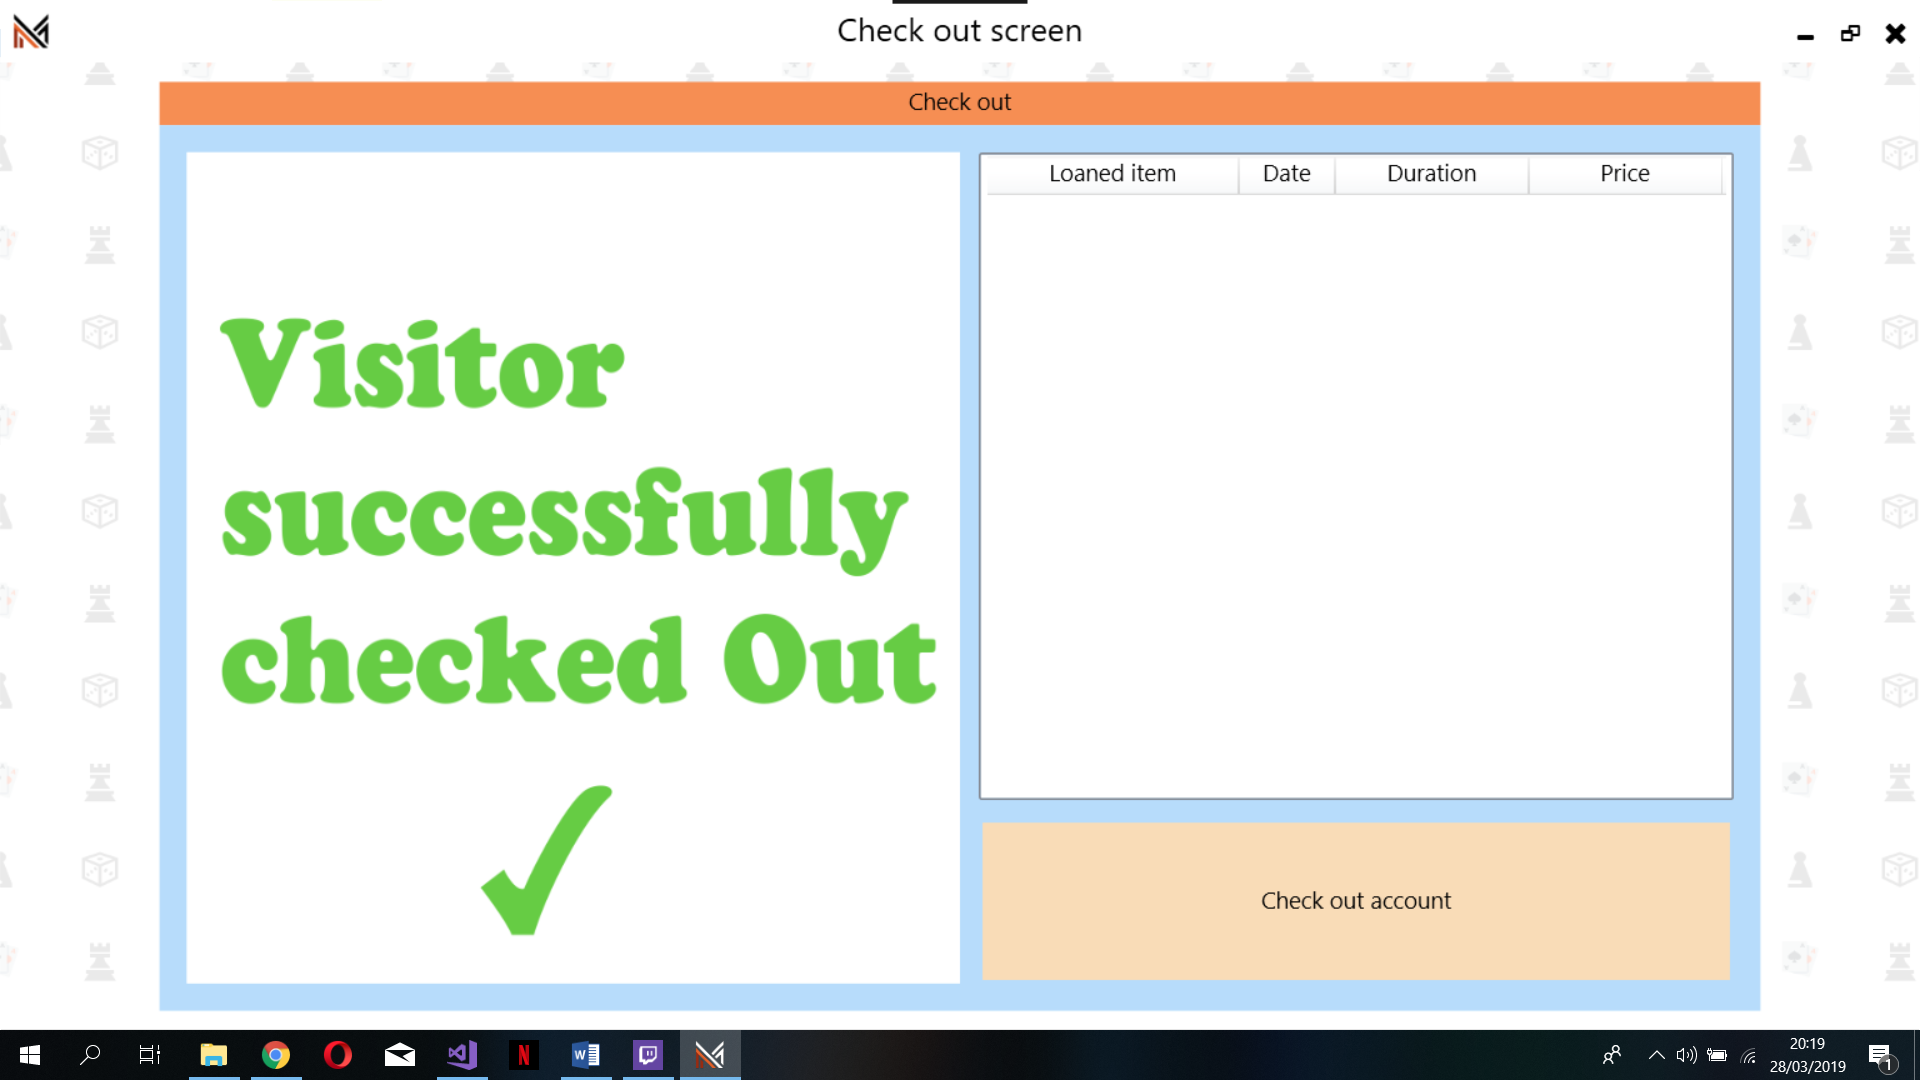 Check out screen
Check out
Visitor
successfully
checked Out
Loaned item Date Duration Price
Check out account
20:19
28/03/2019
1